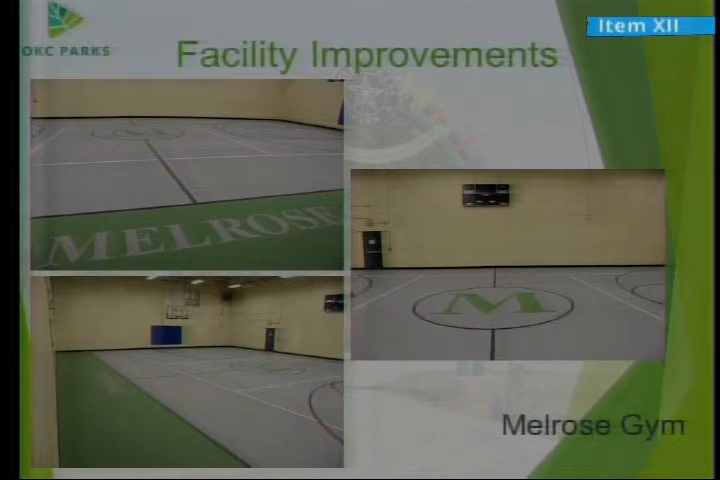 OKC PARKS
Item XII
Facility Improvements
M
MELROSE
M
Melrose Gym